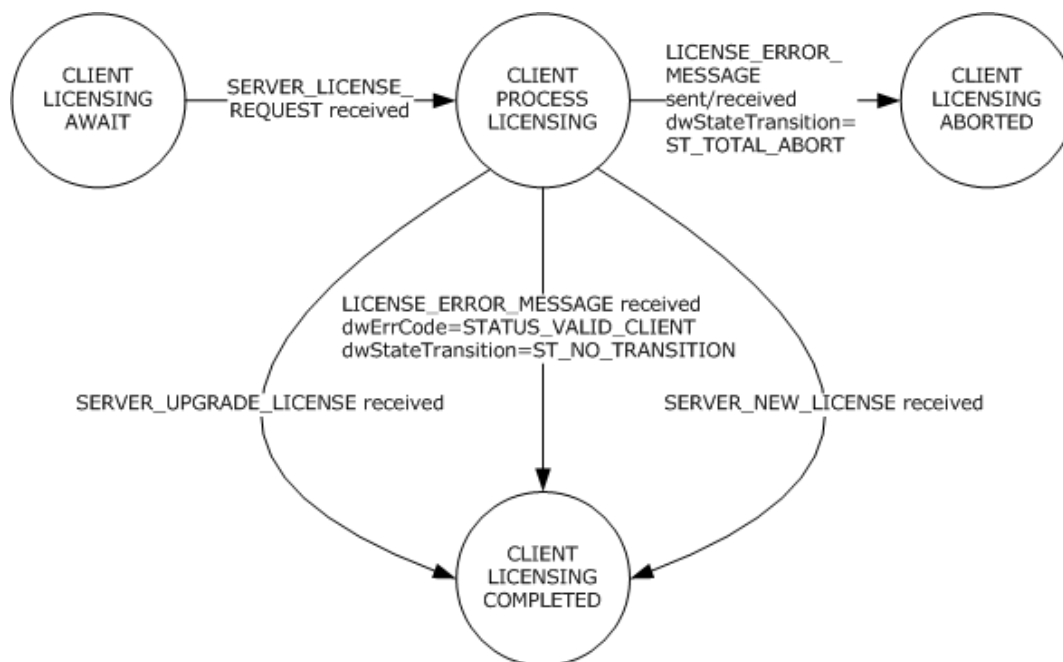 CLIENT
LICENSING
AWAIT
SERVER_LICENSE_
REQUEST received
CLIENT
PROCESS
LICENSING
LICENSE_ERROR_
MESSAGE
sent/received
dwStateTransition=
ST_TOTAL_ABORT
CLIENT
LICENSING
ABORTED
LICENSE_ERROR_MESSAGE received
dwErrCode=STATUS_VALID_CLIENT
dwStateTransition=ST_NO_TRANSITION
SERVER_UPGRADE_LICENSE received
SERVER_NEW_LICENSE received
CLIENT
LICENSING
COMPLETED